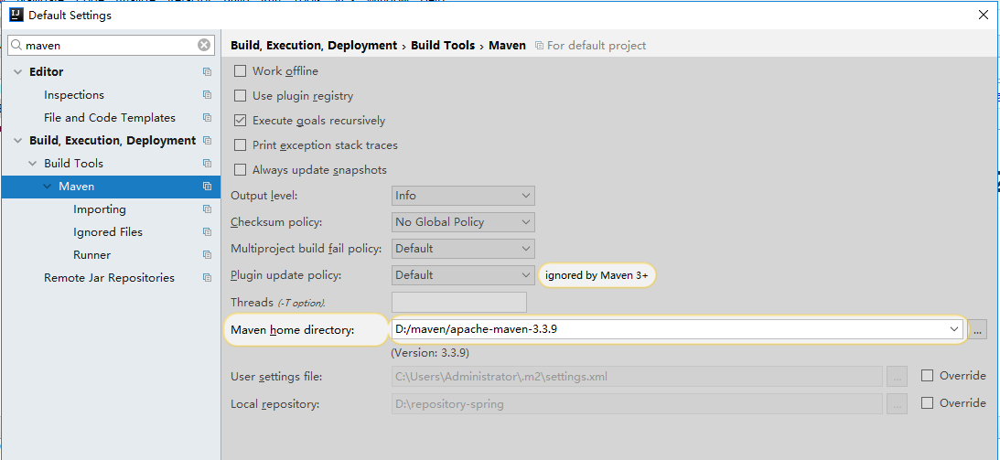 Default Settings
maven
Editor
Inspections
File and Code Templates
Build, Execution, Deployment
Build Tools
Maven
Importing
Ignored Files
Runner
Remote Jar Repositories
Build, Execution, Deployment › Build Tools › Maven For default project
Work offline
Use plugin registry
Execute goals recursively
Print exception stack traces
Always update snapshots
Output level: Info
Checksum policy: No Global Policy
Multiproject build fail policy: Default
Plugin update policy: Default ignored by Maven 3+
Threads (-T option).
Maven home directory: D:/maven/apache-maven-3.3.9 ...
(Version: 3.3.9)
User settings file: C:\Users\Administrator\.m2\settings.xml ... Override
Local repository: D:\repository-spring ... Override